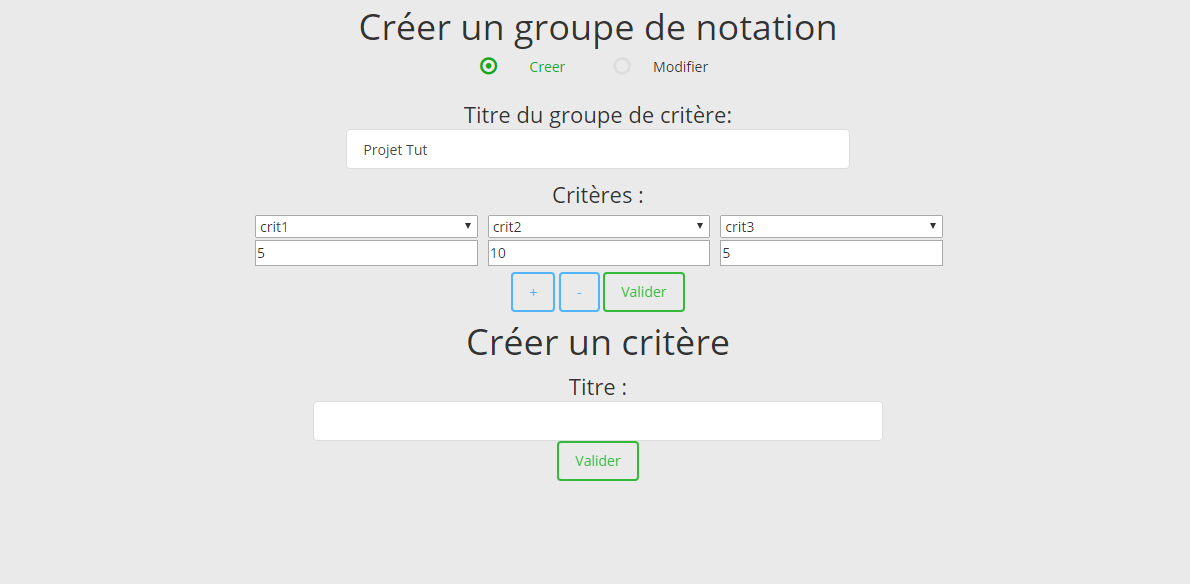 Créer un groupe de notation
Creer Modifier
Titre du groupe de critère:
Projet Tut
Critères :
crit1 crit2 crit3
5 10 5
+ - Valider
Créer un critère
Titre :
Valider